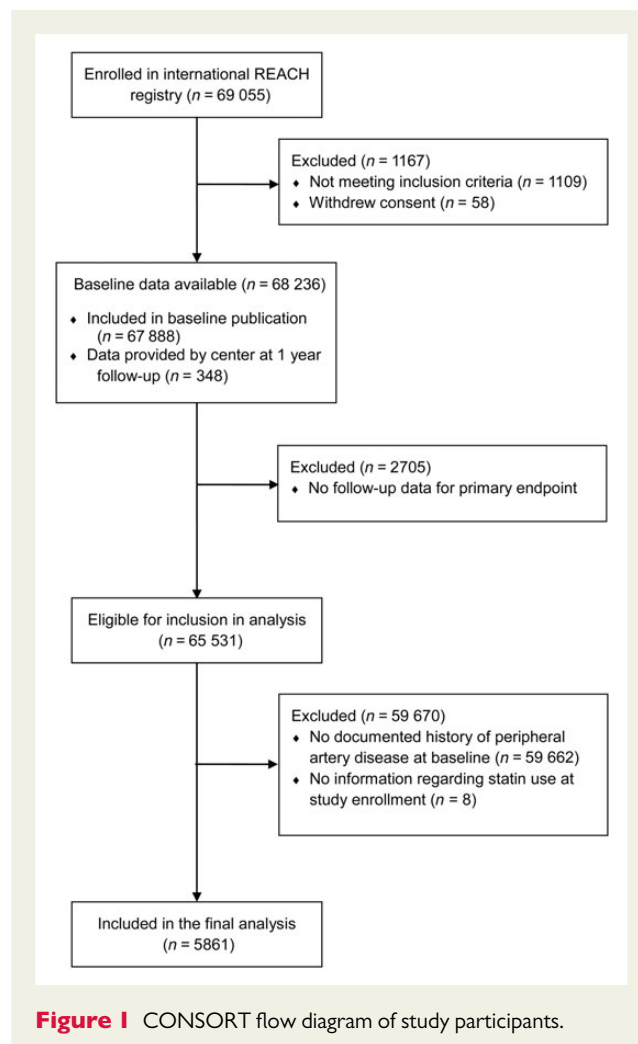 Enrolled in international REACH
registry (n = 69 055)
Excluded (n = 1167)
♦ Not meeting inclusion criteria (n = 1109)
♦ Withdrew consent (n = 58)
Baseline data available (n = 68 236)
♦ Included in baseline publication
(n = 67 888)
♦ Data provided by center at 1 year
follow-up (n = 348)
Excluded (n = 2705)
♦ No follow-up data for primary endpoint
Eligible for inclusion in analysis
(n = 65 531)
Excluded (n = 59 670)
♦ No documented history of peripheral
artery disease at baseline (n = 59 662)
♦ No information regarding statin use at
study enrollment (n = 8)
Included in the final analysis
(n = 5861)
Figure 1 CONSORT flow diagram of study participants.